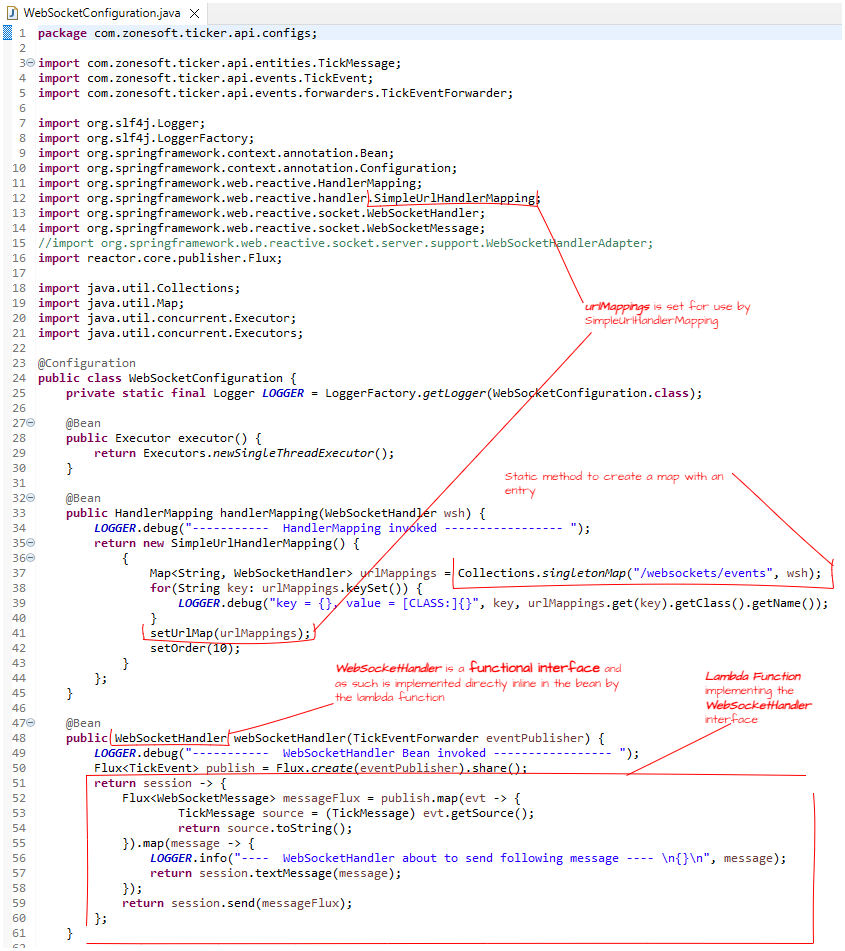 WebSocketConfiguration.java
1 package com.zonesoft.ticker.api.configs;
2
3 import com.zonesoft.ticker.api.entities.TickMessage;
4 import com.zonesoft.ticker.api.events.TickEvent;
5 import com.zonesoft.ticker.api.events.forwarders.TickEventForwarder;
6
7 import org.slf4j.Logger;
8 import org.slf4j.LoggerFactory;
9 import org.springframework.context.annotation.Bean;
10 import org.springframework.context.annotation.Configuration;
11 import org.springframework.web.reactive.HandlerMapping;
12 import org.springframework.web.reactive.handler.SimpleUrlHandlerMapping;
13 import org.springframework.web.reactive.socket.WebSocketHandler;
14 import org.springframework.web.reactive.socket.WebSocketMessage;
15 //import org.springframework.web.reactive.socket.server.support.WebSocketHandlerAdapter;
16 import reactor.core.publisher.Flux;
17
18 import java.util.Collections;
19 import java.util.Map;
20 import java.util.concurrent.Executor;
21 import java.util.concurrent.Executors;
urlMappings is set for use by
SimpleUrlHandlerMapping
22
23 @Configuration
24 public class WebSocketConfiguration {
25     private static final Logger LOGGER = LoggerFactory.getLogger(WebSocketConfiguration.class);
26
27     @Bean
28     public Executor executor() {
29         return Executors.newSingleThreadExecutor();
30     }
31
Static method to create a map with an
entry
32     @Bean
33     public HandlerMapping handlerMapping(WebSocketHandler wsh) {
34         LOGGER.debug("-----------  HandlerMapping invoked ----------------- ");
35         return new SimpleUrlHandlerMapping() {
36             {
37                 Map<String, WebSocketHandler> urlMappings = Collections.singletonMap("/websockets/events", wsh);
38                 for(String key: urlMappings.keySet()) {
39                     LOGGER.debug("key = {}, value = [CLASS:]{}", key, urlMappings.get(key).getClass().getName());
40                 }
41                 setUrlMap(urlMappings);
42                 setOrder(10);
43             }
44         };
45     }
46
WebSocketHandler is a functional interface and
as such is implemented directly inline in the bean by
the lambda function
Lambda Function
implementing the
WebSocketHandler
interface
47     @Bean
48     public WebSocketHandler webSocketHandler(TickEventForwarder eventPublisher) {
49         LOGGER.debug("-----------  WebSocketHandler Bean invoked ----------------- ");
50         Flux<TickEvent> publish = Flux.create(eventPublisher).share();
51         return session -> {
52             Flux<WebSocketMessage> messageFlux = publish.map(evt -> {
53                     TickMessage source = (TickMessage) evt.getSource();
54                     return source.toString();
55             }).map(message -> {
56                 LOGGER.info("----  WebSocketHandler about to send following message ---- \n{}\n", message);
57                 return session.textMessage(message);
58             });
59             return session.send(messageFlux);
60         };
61     }